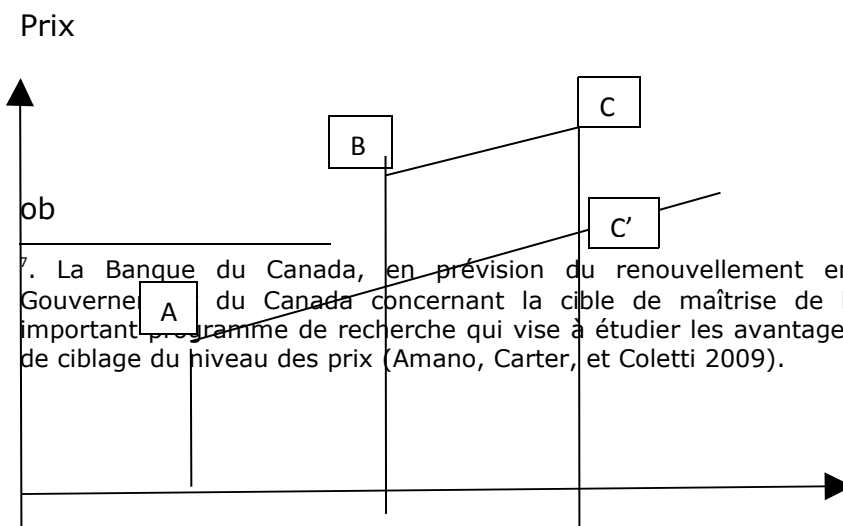 Prix
C
B
ob
C’
7. La Banque du Canada, en prévision du renouvellement en
du Canada concernant la cible de maîtrise de
A
important programme de recherche qui vise à étudier les avantage
de ciblage du niveau des prix (Amano, Carter, et Coletti 2009).